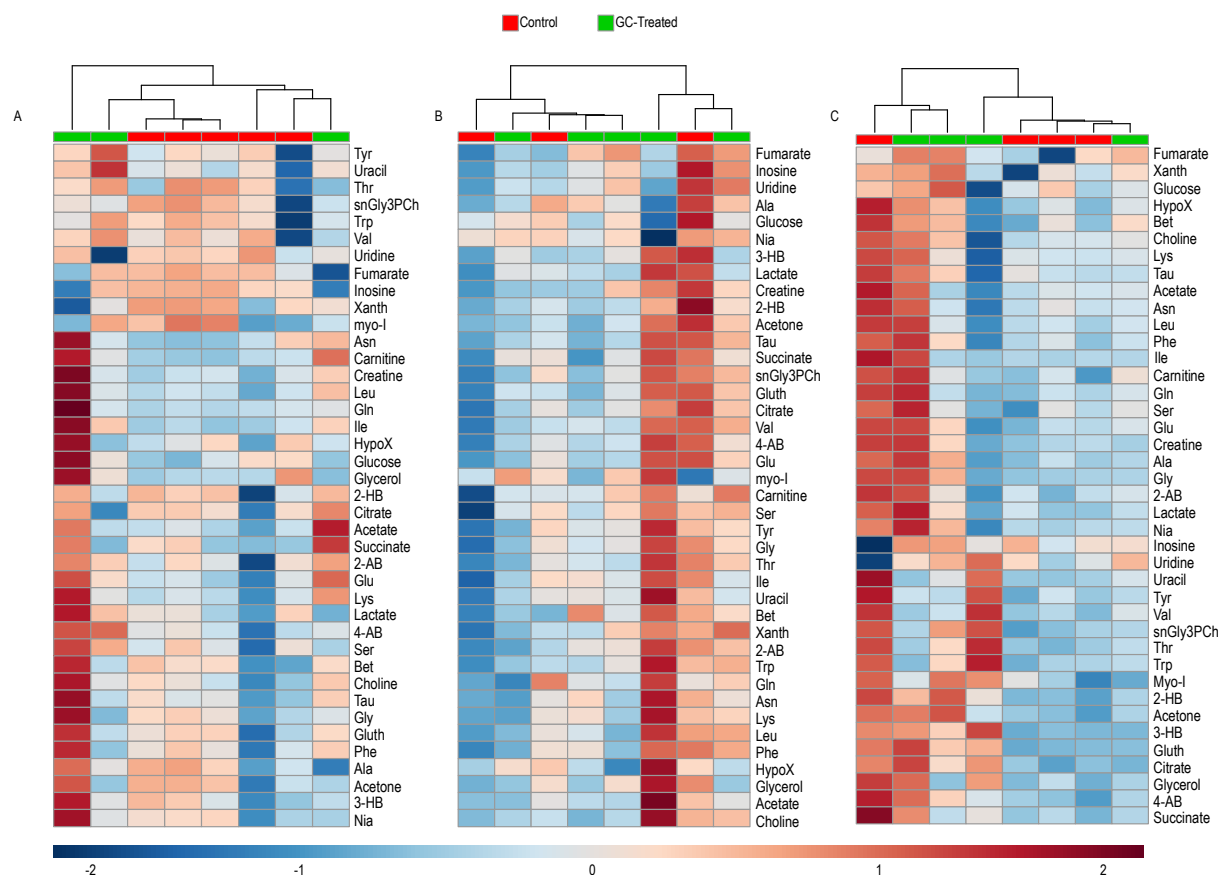 Control GC-Treated
A
Tyr
Uracil
Thr
snGly3PCh
Trp
Val
Uridine
Fumarate
Inosine
Xanth
myo-I
Asn
Carnitine
Creatine
Leu
Gln
Ile
HypoX
Glucose
Glycerol
2-HB
Citrate
Acetate
Succinate
2-AB
Glu
Lys
Lactate
4-AB
Ser
Bet
Choline
Tau
Gly
Gluth
Phe
Ala
Acetone
3-HB
Nia
B
Fumarate
Inosine
Uridine
Ala
Glucose
Nia
3-HB
Lactate
Creatine
2-HB
Acetone
Tau
Succinate
snGly3PCh
Gluth
Citrate
Val
4-AB
Glu
myo-I
Carnitine
Ser
Tyr
Gly
Thr
Ile
Uracil
Bet
Xanth
2-AB
Trp
Gln
Asn
Lys
Leu
Phe
HypoX
Glycerol
Acetate
Choline
C
Fumarate
Xanth
Glucose
HypoX
Bet
Choline
Lys
Tau
Acetate
Asn
Leu
Phe
Ile
Carnitine
Gln
Ser
Glu
Creatine
Ala
Gly
2-AB
Lactate
Nia
Inosine
Uridine
Uracil
Tyr
Val
snGly3PCh
Thr
Trp
Myo-I
2-HB
Acetone
3-HB
Gluth
Citrate
Glycerol
4-AB
Succinate
-2 -1 0 1 2